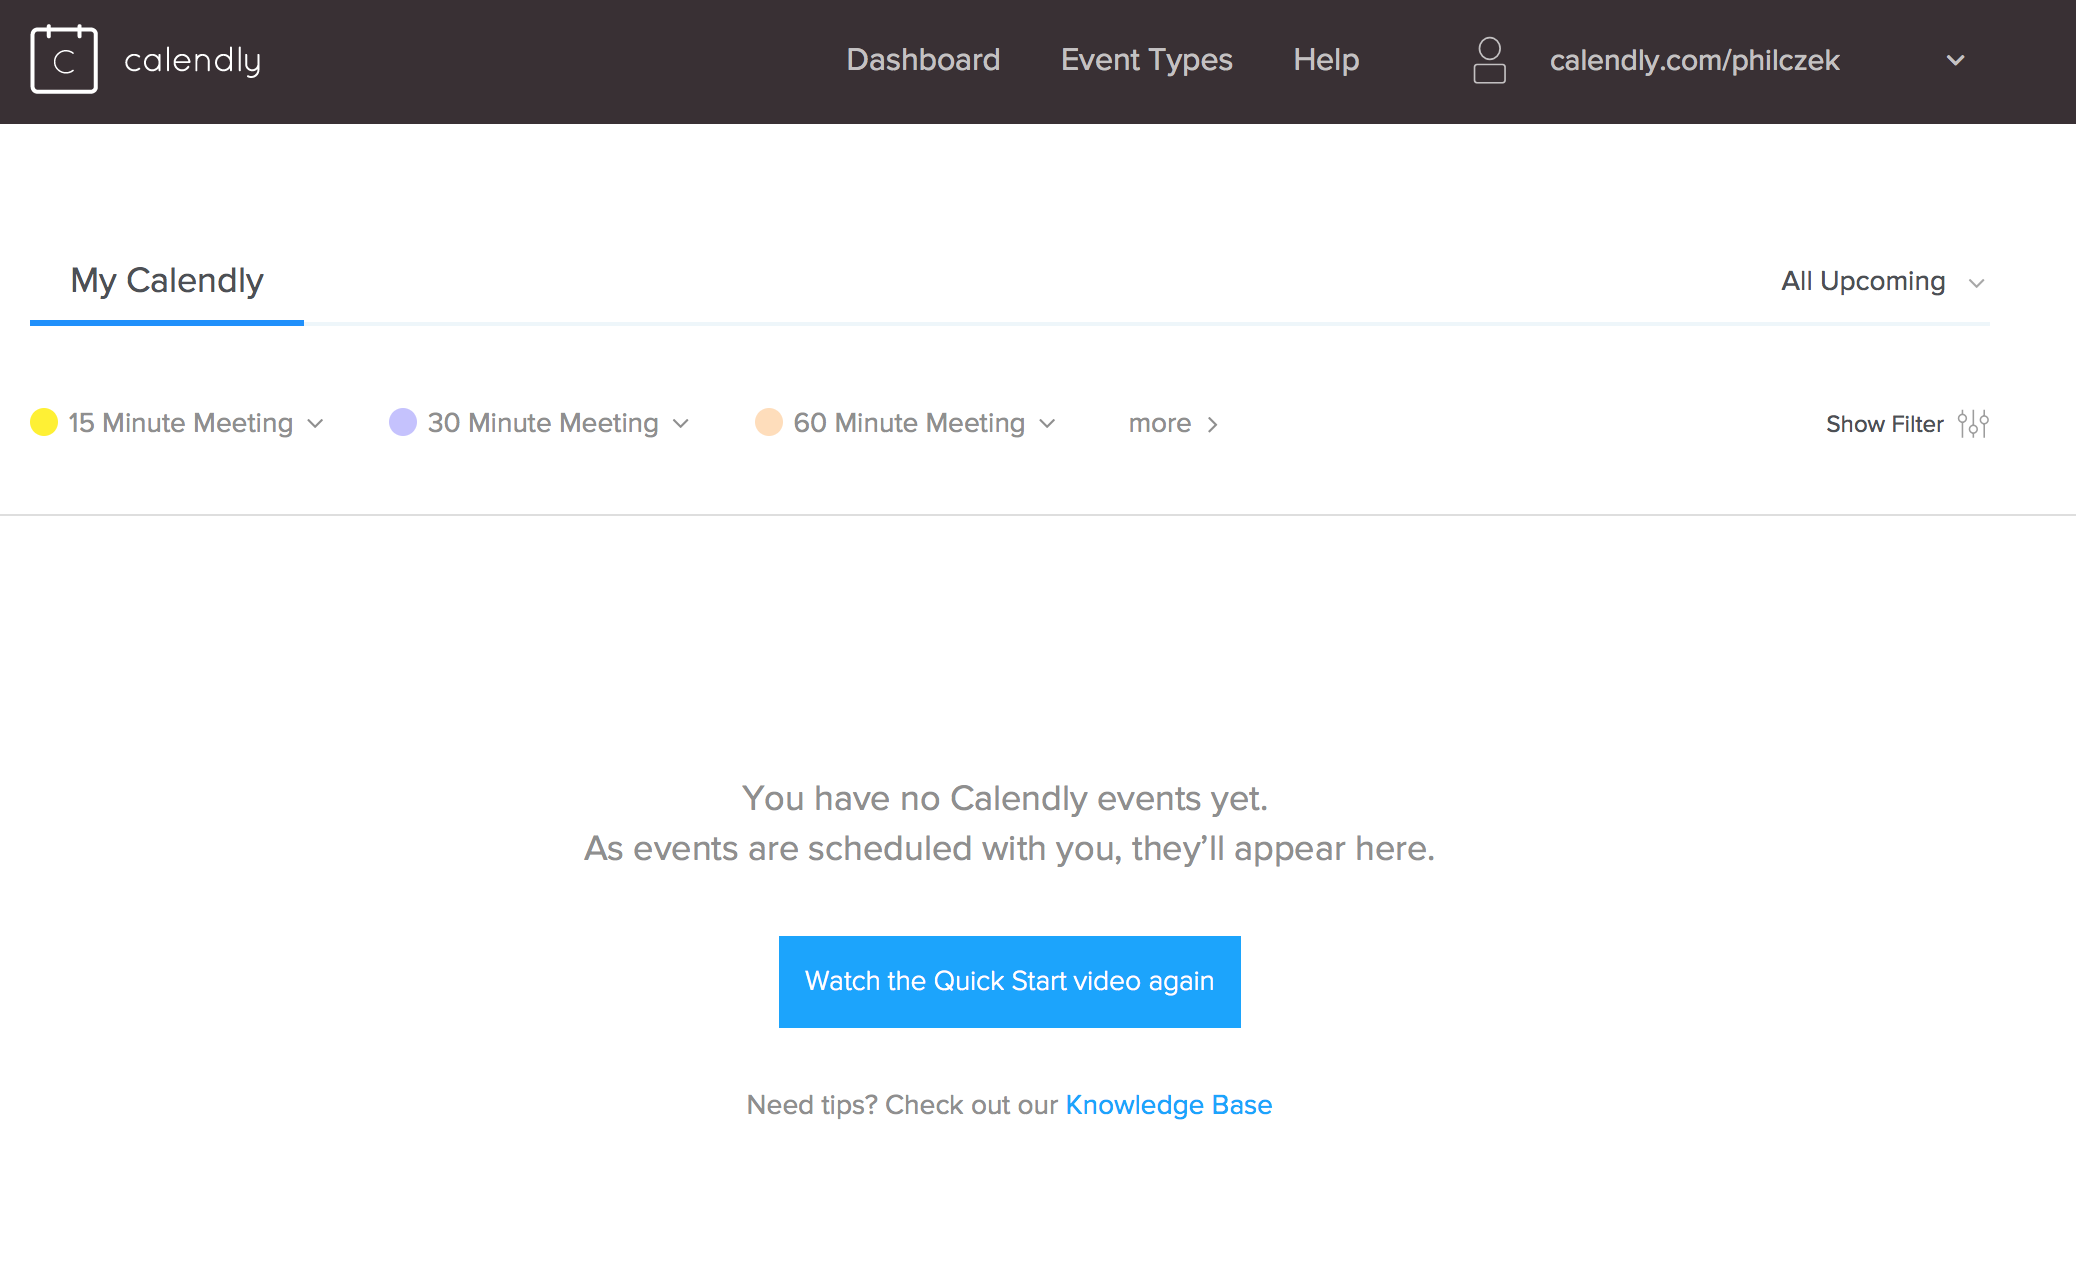 C calendly Dashboard Event Types Help calendly.com/philczek
My Calendly All Upcoming
15 Minute Meeting 30 Minute Meeting 60 Minute Meeting more Show Filter
You have no Calendly events yet.
As events are scheduled with you, they’ll appear here.
Watch the Quick Start video again
Need tips? Check out our Knowledge Base